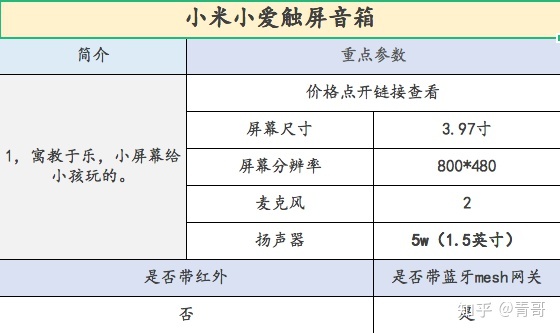 小米小爱触屏音箱
简介
重点参数
1，寓教于乐，小屏幕给
小孩玩的。
价格点开链接查看
屏幕尺寸
3.97寸
屏幕分辨率
800*480
麦克风
2
扬声器
5w（1.5英寸）
是否带红外
是否带蓝牙mesh网关
否
是
知乎 @青哥